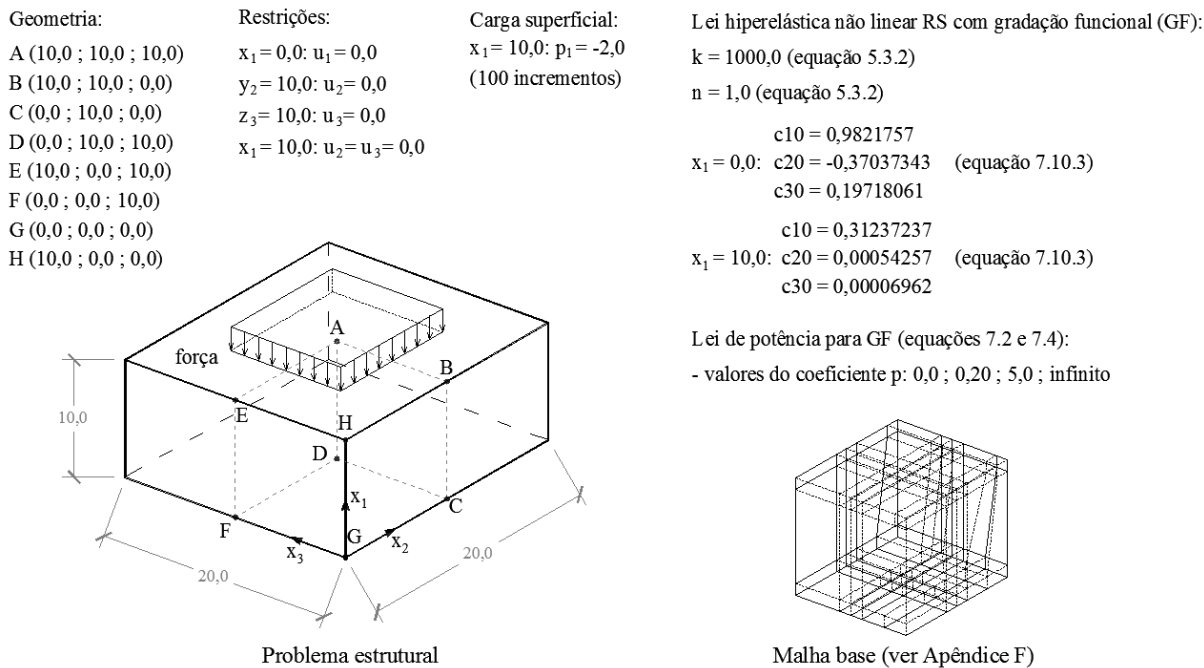 Geometria:
A (10,0 ; 10,0 ; 10,0)
B (10,0 ; 10,0 ; 0,0)
C (0,0 ; 10,0 ; 0,0)
D (0,0 ; 10,0 ; 10,0)
E (10,0 ; 0,0 ; 10,0)
F (0,0 ; 0,0 ; 10,0)
G (0,0 ; 0,0 ; 0,0)
H (10,0 ; 0,0 ; 0,0)
Restrições:
x₁ = 0,0: u₁ = 0,0
y₂ = 10,0: u₂ = 0,0
z₃ = 10,0: u₃ = 0,0
x₁ = 10,0: u₂ = u₃ = 0,0
Carga superficial:
x₁ = 10,0: p₁ = -2,0
(100 incrementos)
Lei hiperelástica não linear RS com gradação funcional (GF):
k = 1000,0 (equação 5.3.2)
n = 1,0 (equação 5.3.2)
c10 = 0,9821757
x₁ = 0,0: c20 = -0,37037343 (equação 7.10.3)
c30 = 0,19718061
c10 = 0,31237237
x₁ = 10,0: c20 = 0,00054257 (equação 7.10.3)
c30 = 0,00006962
Lei de potência para GF (equações 7.2 e 7.4):
- valores do coeficiente p: 0,0 ; 0,20 ; 5,0 ; infinito
A
força
B
E
H
10,0
D
x₁
C
F
G
x₃
x₂
20,0
20,0
Problema estrutural
Malha base (ver Apêndice F)